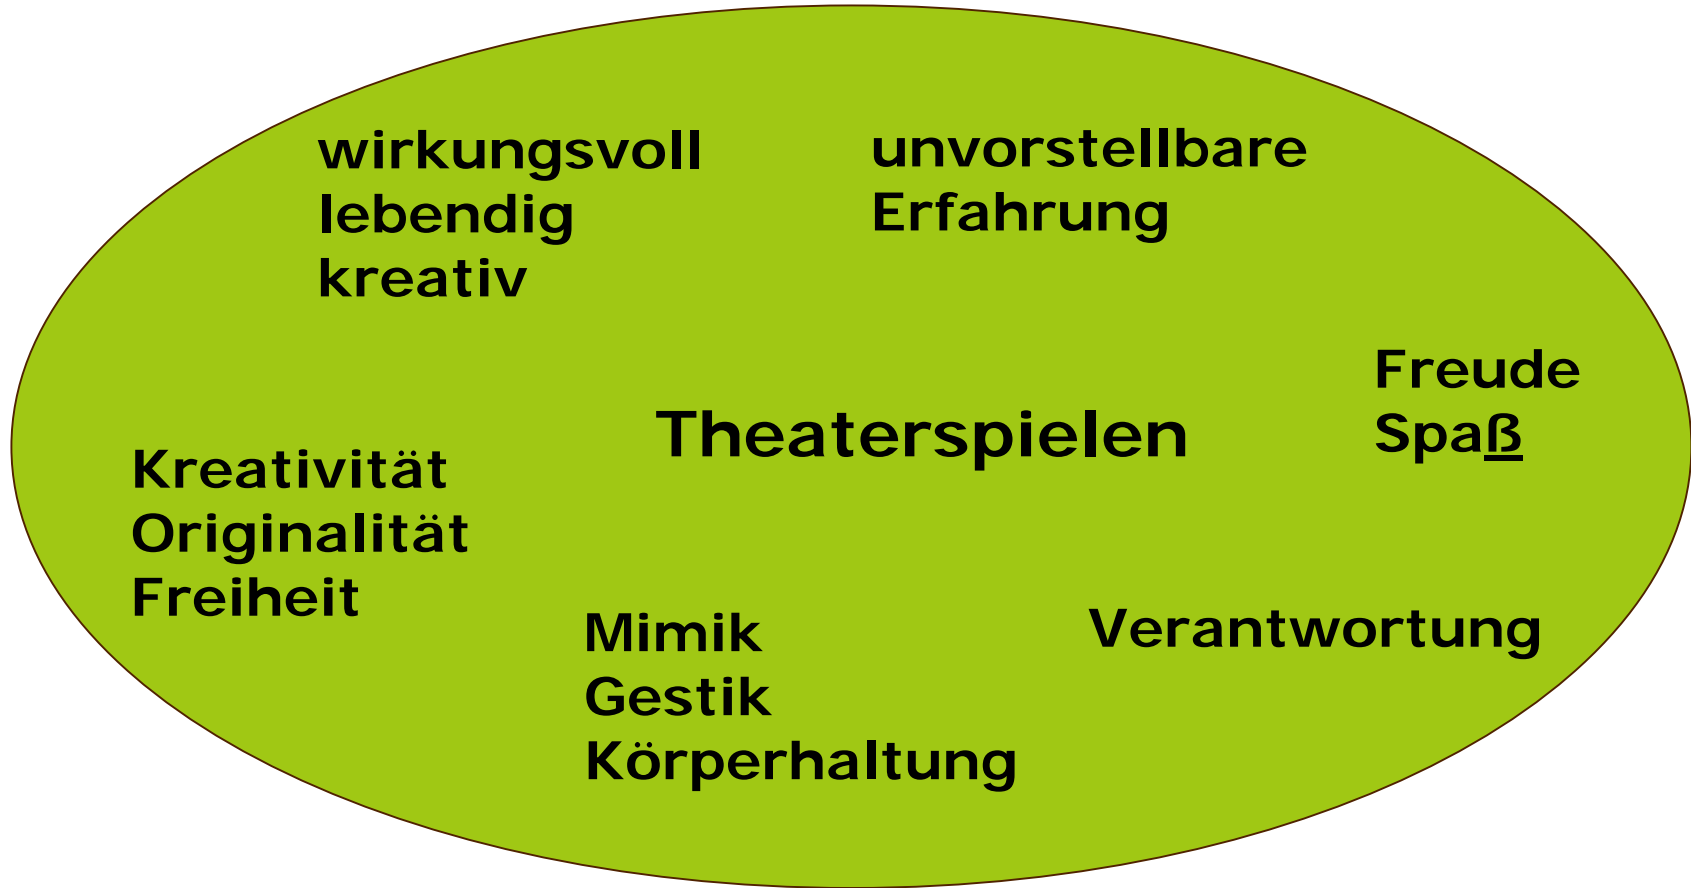 wirkungsvoll
lebendig
kreativ
unvorstellbare
Erfahrung
Freude
Spaß
Theaterspielen
Kreativität
Originalität
Freiheit
Mimik
Gestik
Körperhaltung
Verantwortung